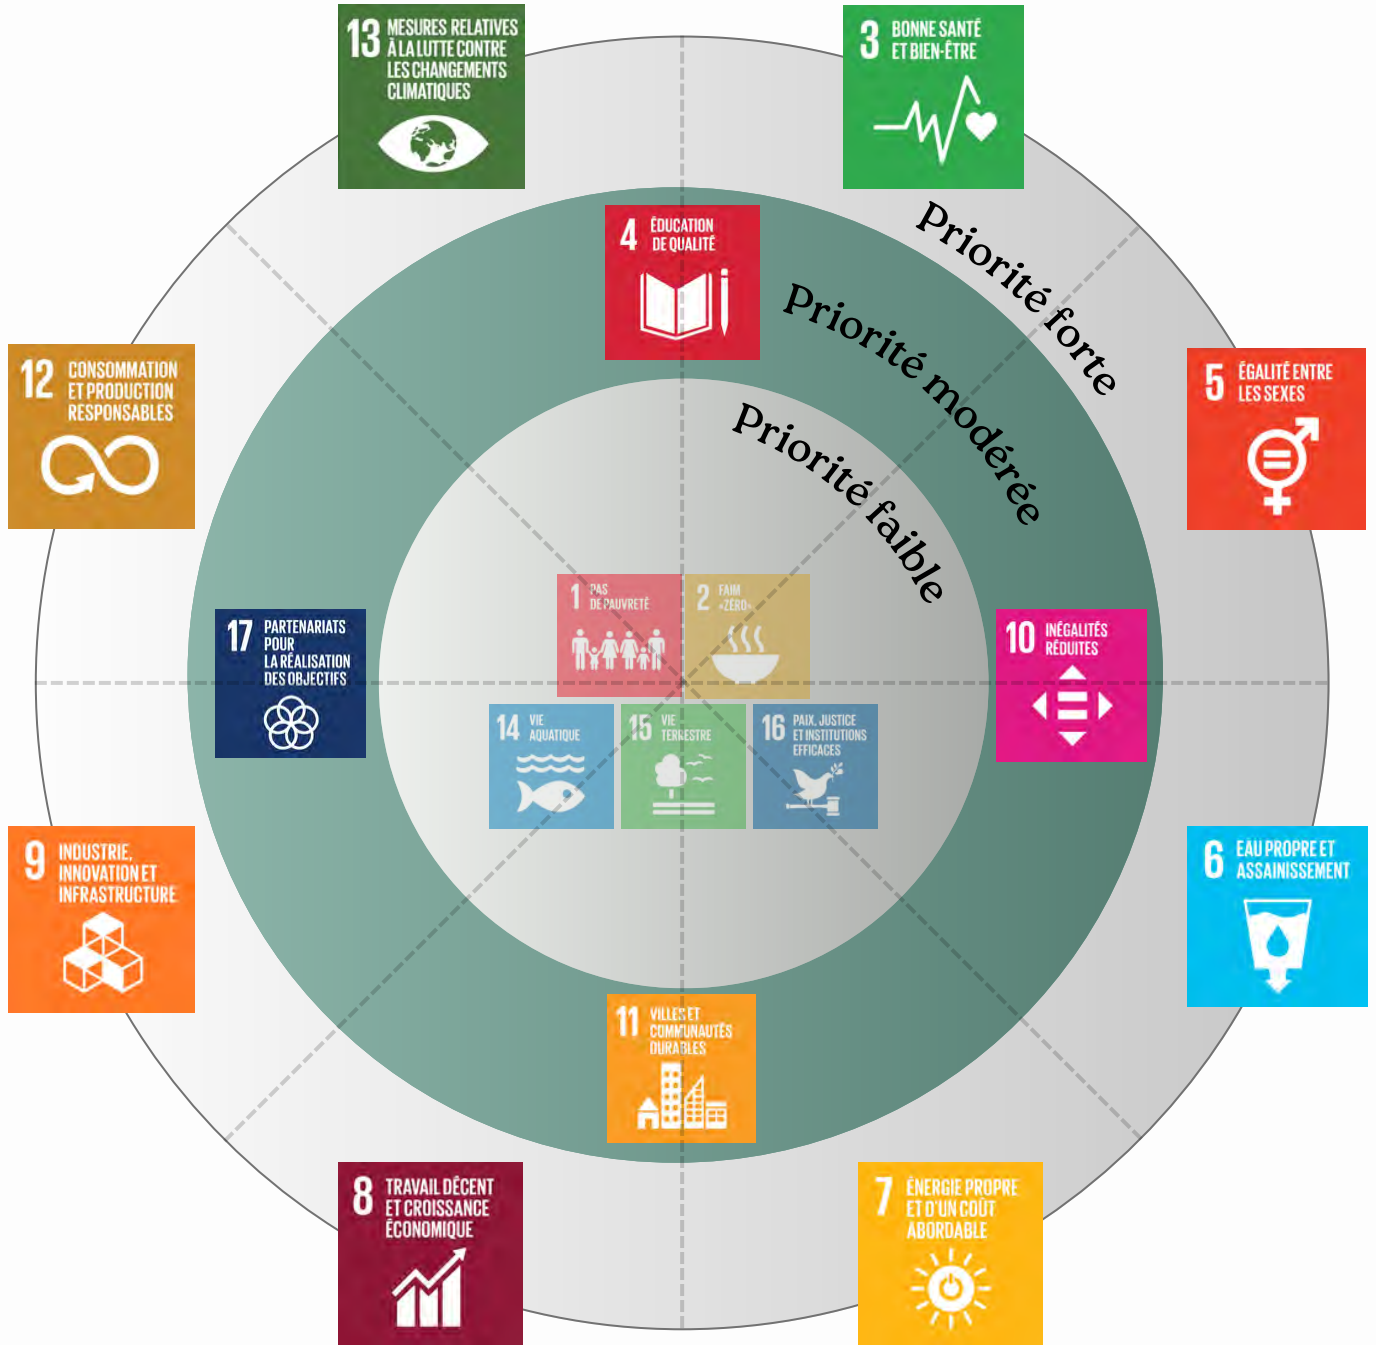 13 MESURES RELATIVES
À LA LUTTE CONTRE
LES CHANGEMENTS
CLIMATIQUES
3 BONNE SANTÉ
ET BIEN-ÊTRE
Priorité forte
4 ÉDUCATION
DE QUALITÉ
Priorité modérée
12 CONSOMMATION
ET PRODUCTION
RESPONSABLES
5 ÉGALITÉ ENTRE
LES SEXES
Priorité faible
1 PAS
DE PAUVRETÉ
2 FAIM
«ZÉRO»
17 PARTENARIATS
POUR
LA RÉALISATION
DES OBJECTIFS
10 INÉGALITÉS
RÉDUITES
14 VIE
AQUATIQUE
15 VIE
TERRESTRE
16 PAIX, JUSTICE
ET INSTITUTIONS
EFFICACES
9 INDUSTRIE,
INNOVATION ET
INFRASTRUCTURE
6 EAU PROPRE ET
ASSAINISSEMENT
11 VILLES ET
COMMUNAUTÉS
DURABLES
8 TRAVAIL DÉCENT
ET CROISSANCE
ÉCONOMIQUE
7 ÉNERGIE PROPRE
ET D'UN COÛT
ABORDABLE